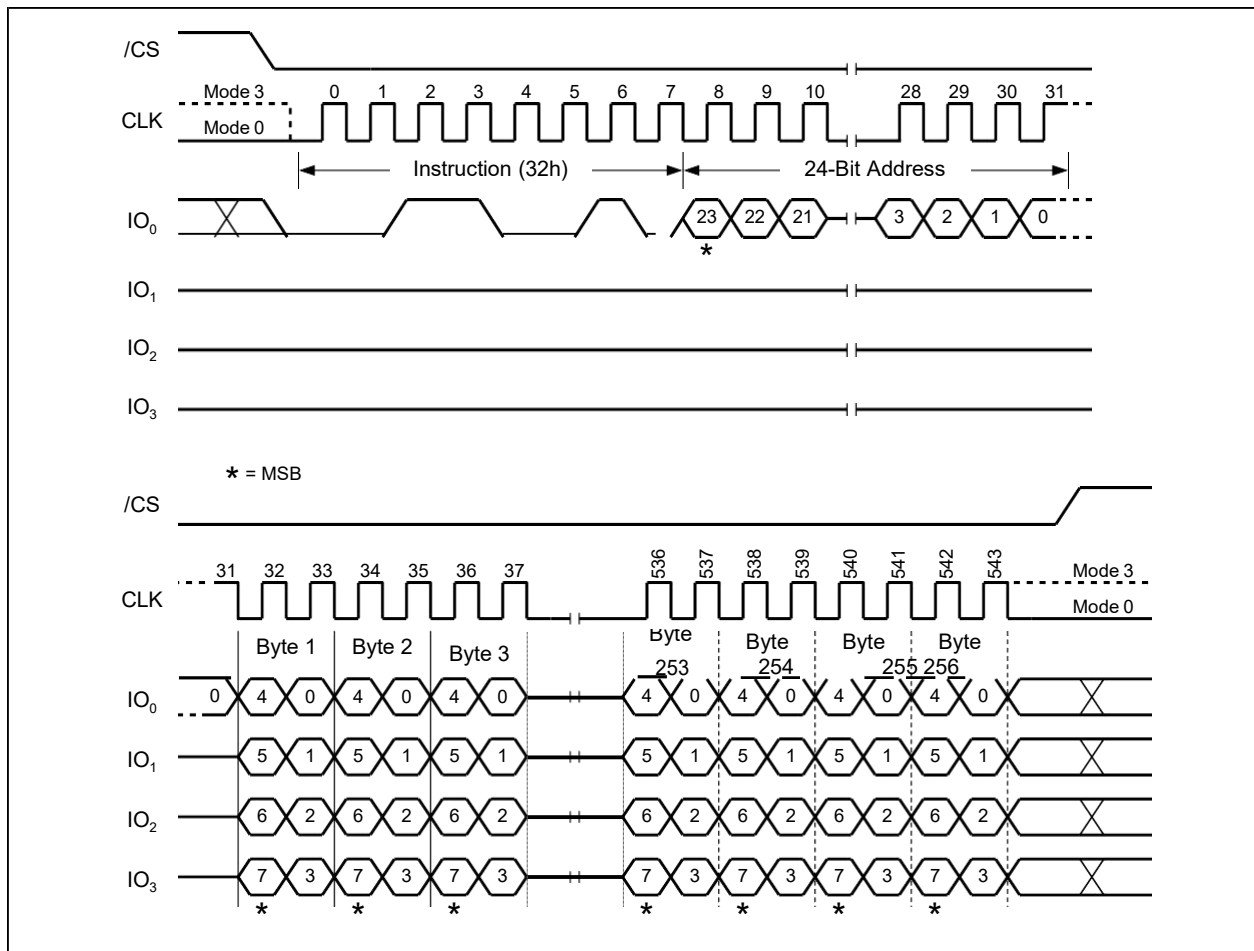 /CS
Mode 3 0 1 2 3 4 5 6 7 8 9 10 28 29 30 31
CLK
Mode 0
Instruction (32h) 24-Bit Address
IO0 23 22 21 3 2 1 0
*
IO1
IO2
IO3
* = MSB
/CS
31 32 33 34 35 36 37 536 537 538 539 540 541 542 543
Mode 3
CLK
Mode 0
Byte 1 Byte 2 Byte 3 Byte 253 Byte 254 Byte 255 Byte 256
IO0 0 4 0 4 0 4 0 4 0 4 0 4 0 4 0
IO1 5 1 5 1 5 1 5 1 5 1 5 1 5 1
IO2 6 2 6 2 6 2 6 2 6 2 6 2 6 2
IO3 7 3 7 3 7 3 7 3 7 3 7 3 7 3
* * * * * * *